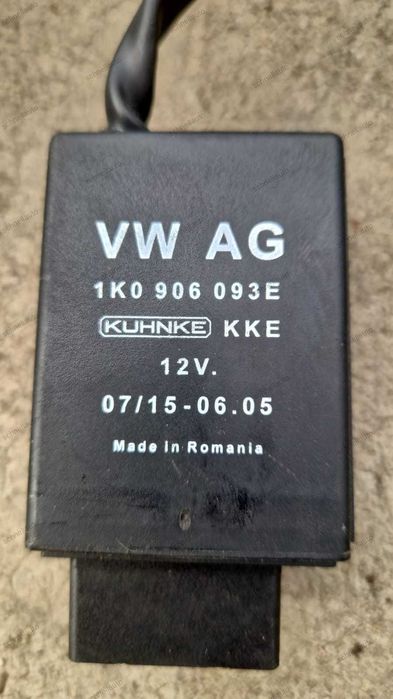 VW AG
1K0 906 093E
KUHNKE KKE
12V.
07/15-06.05
Made in Romania